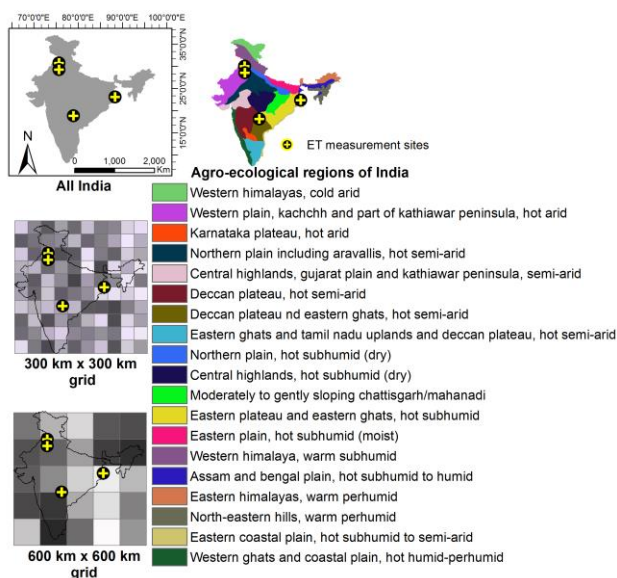 70°0'0"E 80°0'0"E 90°0'0"E 100°0'0"E
35°0'0"N
25°0'0"N
15°0'0"N
N
0 1,000 2,000
Km
All India
ET measurement sites
Agro-ecological regions of India
Western himalayas, cold arid
Western plain, kachchh and part of kathiawar peninsula, hot arid
Karnataka plateau, hot arid
Northern plain including aravallis, hot semi-arid
Central highlands, gujarat plain and kathiawar peninsula, semi-arid
Deccan plateau, hot semi-arid
Deccan plateau nd eastern ghats, hot semi-arid
Eastern ghats and tamil nadu uplands and deccan plateau, hot semi-arid
Northern plain, hot subhumid (dry)
Central highlands, hot subhumid (dry)
Moderately to gently sloping chattisgarh/mahanadi
Eastern plateau and eastern ghats, hot subhumid
Eastern plain, hot subhumid (moist)
Western himalaya, warm subhumid
Assam and bengal plain, hot subhumid to humid
Eastern himalayas, warm perhumid
North-eastern hills, warm perhumid
Eastern coastal plain, hot subhumid to semi-arid
Western ghats and coastal plain, hot humid-perhumid
300 km x 300 km
grid
600 km x 600 km
grid